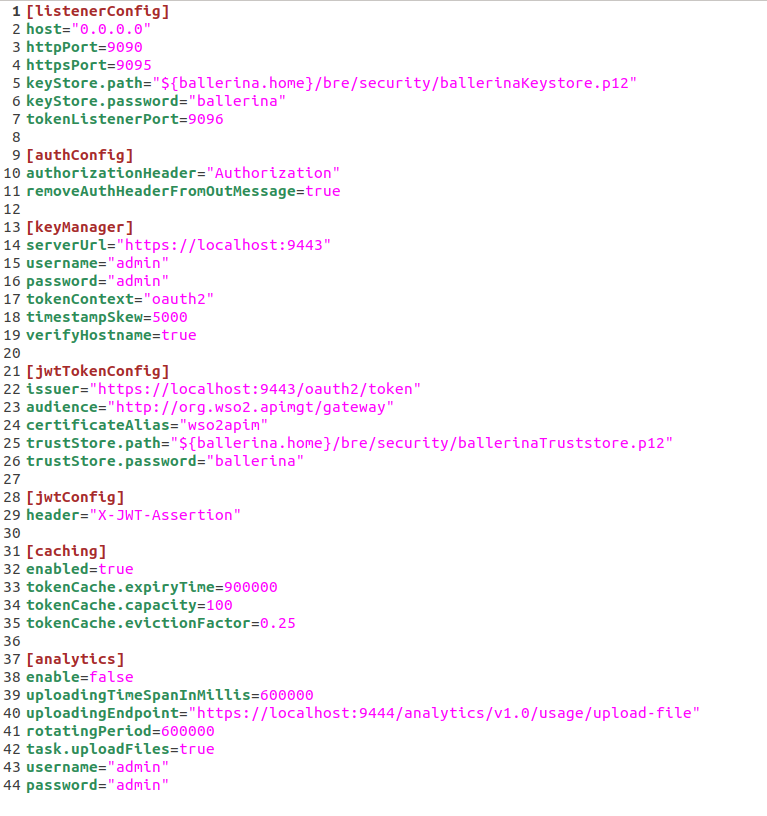 1 [listenerConfig]
2 host="0.0.0.0"
3 httpPort=9090
4 httpsPort=9095
5 keyStore.path="${ballerina.home}/bre/security/ballerinaKeystore.p12"
6 keyStore.password="ballerina"
7 tokenListenerPort=9096
8
9 [authConfig]
10 authorizationHeader="Authorization"
11 removeAuthHeaderFromOutMessage=true
12
13 [keyManager]
14 serverUrl="https://localhost:9443"
15 username="admin"
16 password="admin"
17 tokenContext="oauth2"
18 timestampSkew=5000
19 verifyHostname=true
20
21 [jwtTokenConfig]
22 issuer="https://localhost:9443/oauth2/token"
23 audience="http://org.wso2.apimgt/gateway"
24 certificateAlias="wso2apim"
25 trustStore.path="${ballerina.home}/bre/security/ballerinaTruststore.p12"
26 trustStore.password="ballerina"
27
28 [jwtConfig]
29 header="X-JWT-Assertion"
30
31 [caching]
32 enabled=true
33 tokenCache.expiryTime=900000
34 tokenCache.capacity=100
35 tokenCache.evictionFactor=0.25
36
37 [analytics]
38 enable=false
39 uploadingTimeSpanInMillis=600000
40 uploadingEndpoint="https://localhost:9444/analytics/v1.0/usage/upload-file"
41 rotatingPeriod=600000
42 task.uploadFiles=true
43 username="admin"
44 password="admin"